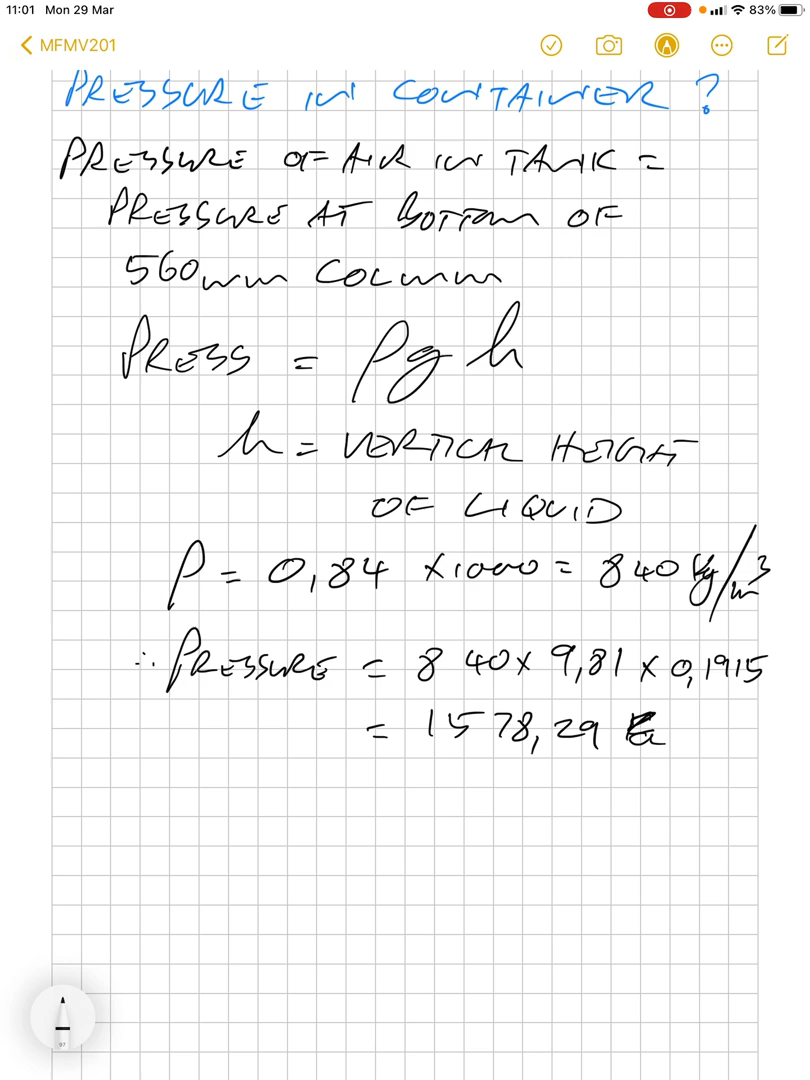 11:01 Mon 29 Mar 83%
MFMV201
PRESSURE IN CONTAINER ?
PRESSURE OF AIR IN TANK =
PRESSURE AT BOTTOM OF
560mm COLUMN
PRESS = ρgh
h = VERTICAL HEIGHT
OF LIQUID
ρ = 0,84 ×1000 = 840 kg/m³
∴ PRESSURE = 840 × 9,81 × 0,1915
= 1578,29
97